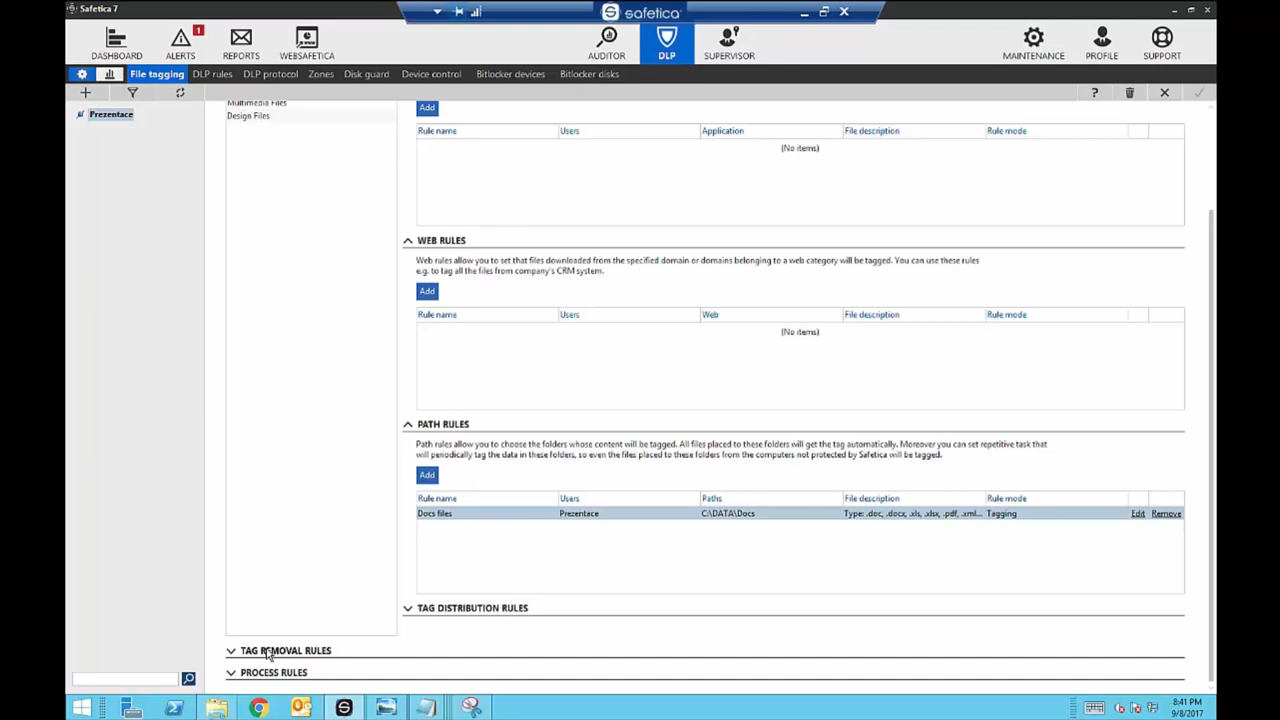 Safetica 7
safetica
1
DASHBOARD ALERTS REPORTS WEBSAFETICA AUDITOR DLP SUPERVISOR MAINTENANCE PROFILE SUPPORT
File tagging DLP rules DLP protocol Zones Disk guard Device control Bitlocker devices Bitlocker disks
?
Prezentace
Multimedia Files
Design Files
Add
Rule name Users Application File description Rule mode
(No items)
WEB RULES
Web rules allow you to set that files downloaded from the specified domain or domains belonging to a web category will be tagged. You can use these rules
e.g. to tag all the files from company's CRM system.
Add
Rule name Users Web File description Rule mode
(No items)
PATH RULES
Path rules allow you to choose the folders whose content will be tagged. All files placed to these folders will get the tag automatically. Moreover you can set repetitive task that
will periodically tag the data in these folders, so even the files placed to these folders from the computers not protected by Safetica will be tagged.
Add
Rule name Users Paths File description Rule mode
Docs files Prezentace C:\DATA\Docs Type: .doc, .docx, .xls, .xlsx, .pdf, .xml... Tagging Edit Remove
TAG DISTRIBUTION RULES
TAG REMOVAL RULES
PROCESS RULES
8:41 PM
9/8/2017